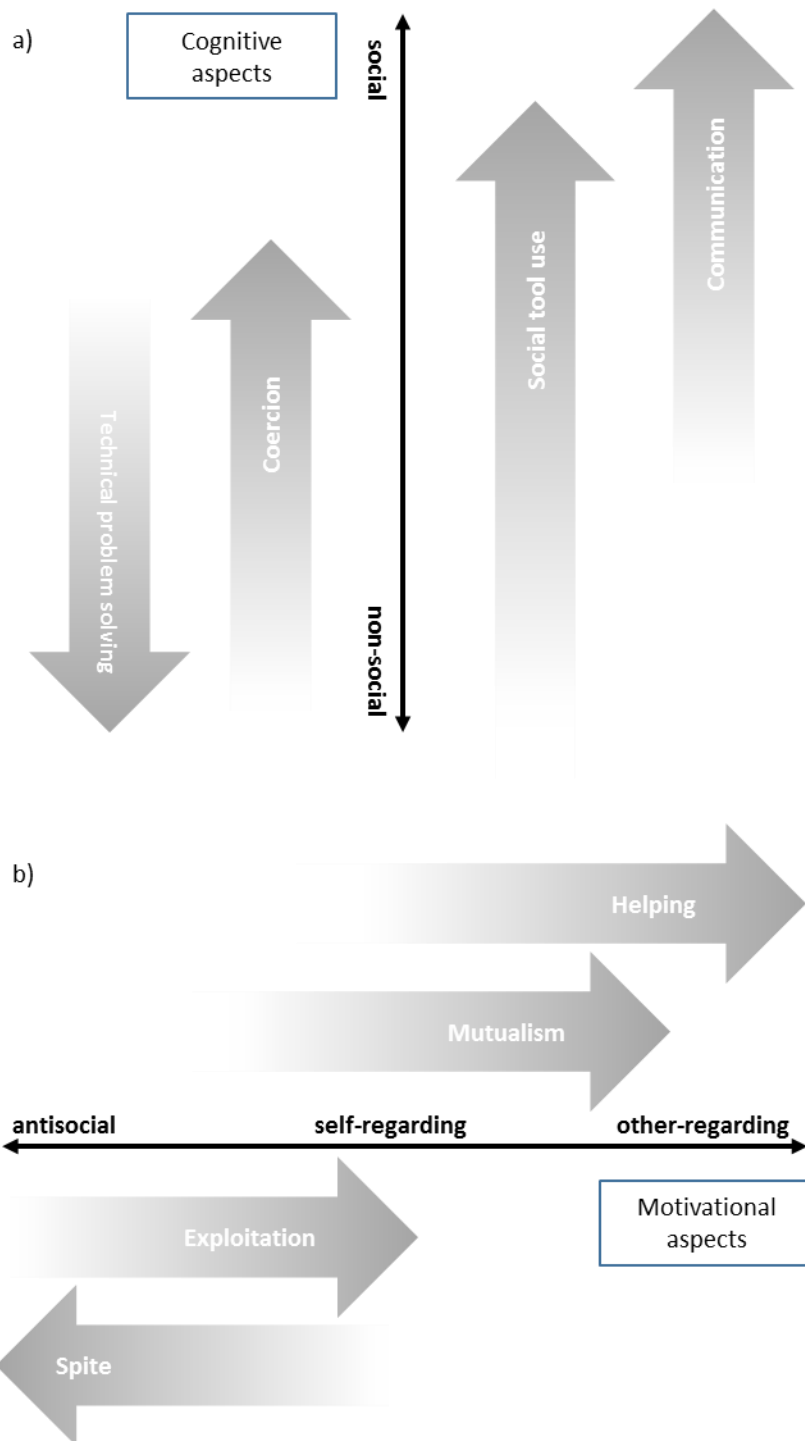 a)
Cognitive
aspects
social
non-social
Technical problem solving
Coercion
Social tool use
Communication
b)
Helping
Mutualism
antisocial
self-regarding
other-regarding
Exploitation
Motivational
aspects
Spite